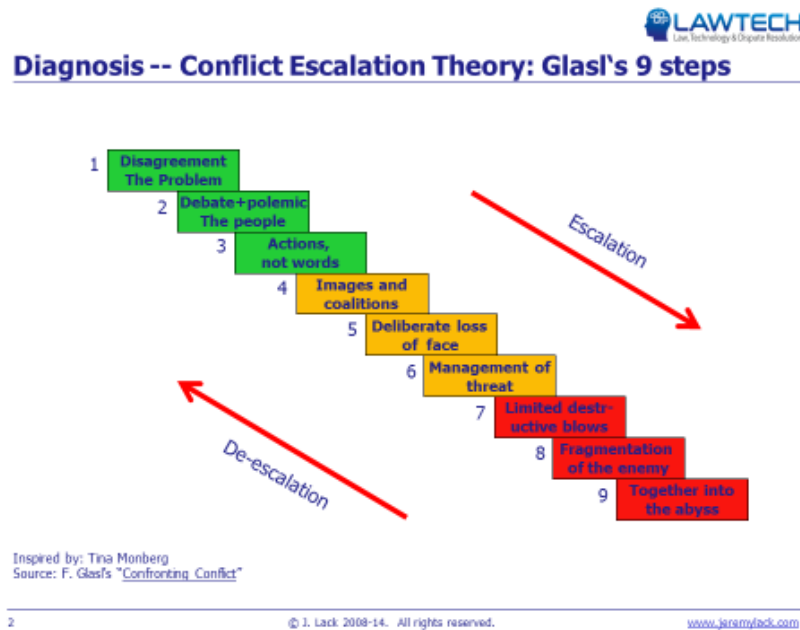 LAWTECH
Law, Technology & Dispute Resolution
Diagnosis -- Conflict Escalation Theory: Glasl's 9 steps
1
Disagreement
The Problem
2
Debate+polemic
The people
3
Actions,
not words
4
Images and
coalitions
5
Deliberate loss
of face
6
Management of
threat
7
Limited destr-
uctive blows
8
Fragmentation
of the enemy
9
Together into
the abyss
Escalation
De-escalation
Inspired by: Tina Monberg
Source: F. Glasl's "Confronting Conflict"
2
© J. Lack 2008-14. All rights reserved.
www.jeremylack.com